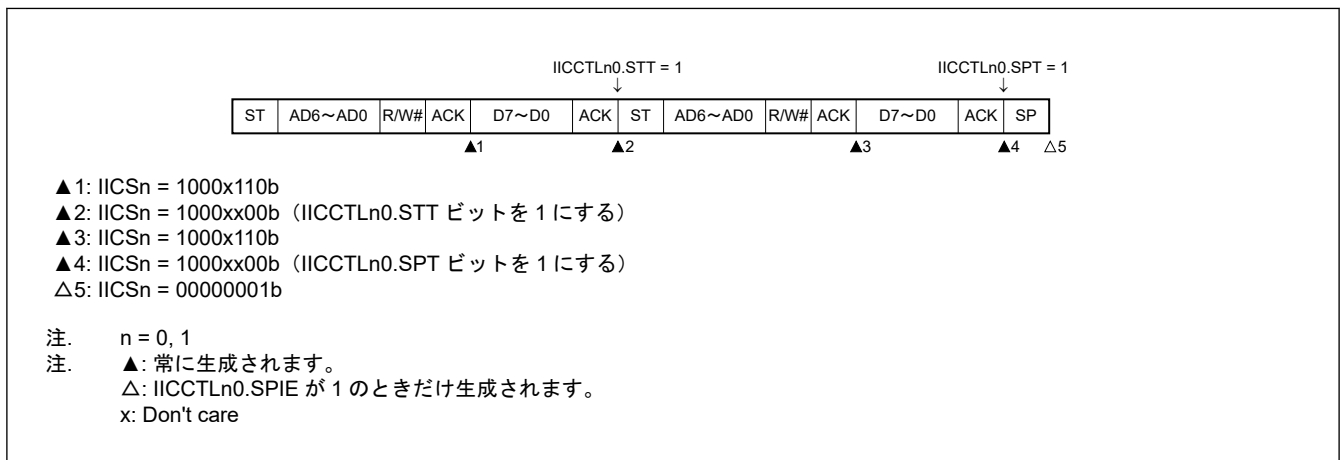 IICCTLn0.STT = 1 IICCTLn0.SPT = 1
↓ ↓
ST AD6～AD0 R/W# ACK D7～D0 ACK ST AD6～AD0 R/W# ACK D7～D0 ACK SP
▲1 ▲2 ▲3 ▲4 △5
▲1: IICSn = 1000x110b
▲2: IICSn = 1000xx00b（IICCTLn0.STT ビットを 1 にする）
▲3: IICSn = 1000x110b
▲4: IICSn = 1000xx00b（IICCTLn0.SPT ビットを 1 にする）
△5: IICSn = 00000001b
注. n = 0, 1
注. ▲: 常に生成されます。
△: IICCTLn0.SPIE が 1 のときだけ生成されます。
x: Don't care